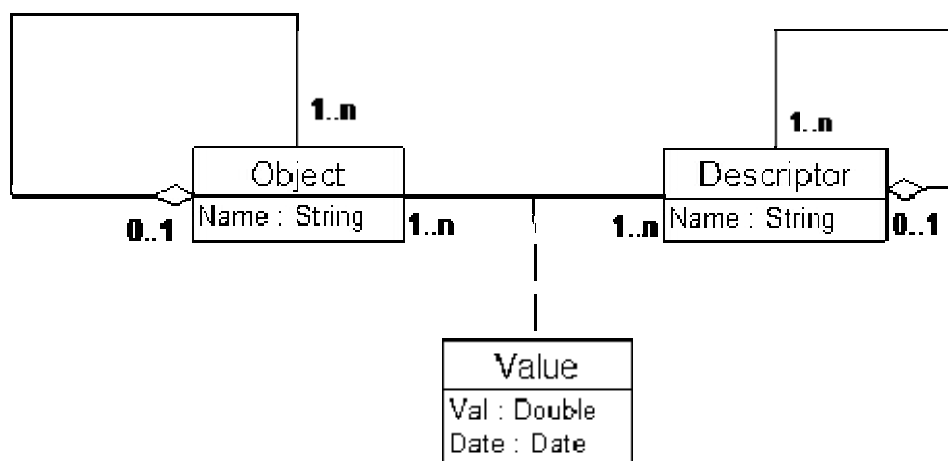 1..n
1..n
Object
Name : String
0..1
1..n
Descriptor
Name : String
1..n
0..1
Value
Val : Double
Date : Date